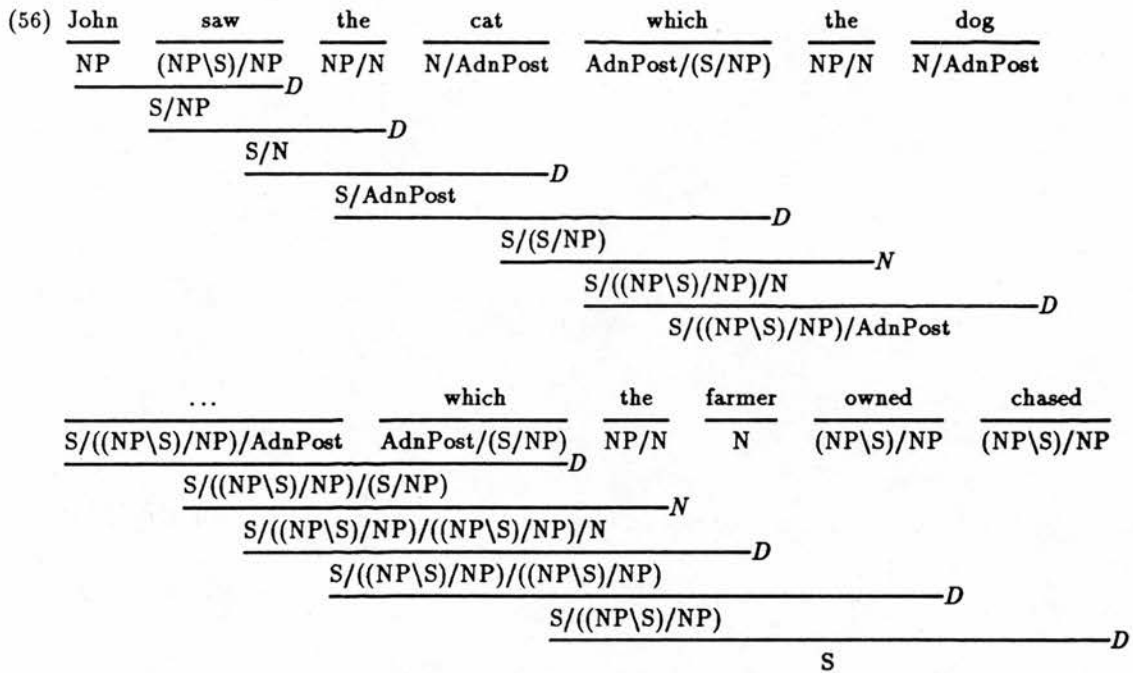 (56) John saw the cat which the dog
NP (NP\S)/NP NP/N N/AdnPost AdnPost/(S/NP) NP/N N/AdnPost
D
S/NP
D
S/N
D
S/AdnPost
D
S/(S/NP)
N
S/((NP\S)/NP)/N
D
S/((NP\S)/NP)/AdnPost
... which the farmer owned chased
S/((NP\S)/NP)/AdnPost AdnPost/(S/NP) NP/N N (NP\S)/NP (NP\S)/NP
D
S/((NP\S)/NP)/(S/NP)
N
S/((NP\S)/NP)/((NP\S)/NP)/N
D
S/((NP\S)/NP)/((NP\S)/NP)
D
S/((NP\S)/NP)
D
S